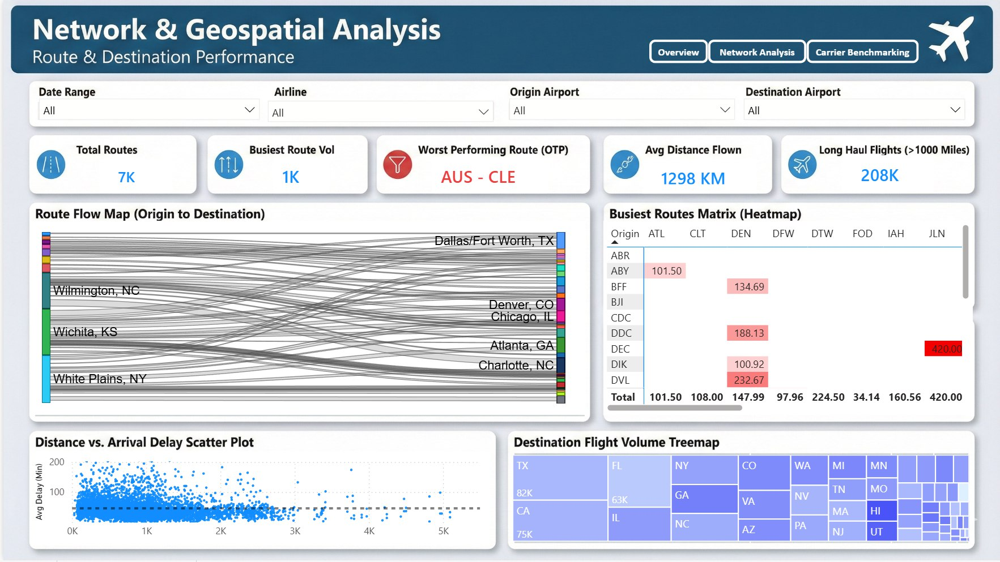 Network & Geospatial Analysis
Route & Destination Performance
Overview
Network Analysis
Carrier Benchmarking
Date Range
Airline
Origin Airport
Destination Airport
All
All
All
All
Total Routes
7K
Busiest Route Vol
1K
Worst Performing Route (OTP)
AUS - CLE
Avg Distance Flown
1298 KM
Long Haul Flights (>1000 Miles)
208K
Route Flow Map (Origin to Destination)
Wilmington, NC
Wichita, KS
White Plains, NY
Dallas/Fort Worth, TX
Denver, CO
Chicago, IL
Atlanta, GA
Charlotte, NC
Busiest Routes Matrix (Heatmap)
Origin ATL CLT DEN DFW DTW FOD IAH JLN
ABR
ABY 101.50
BFF 134.69
BJI
CDC
DDC 188.13
DEC 420.00
DIK 100.92
DVL 232.67
Total 101.50 108.00 147.99 97.96 224.50 34.14 160.56 420.00
Distance vs. Arrival Delay Scatter Plot
Avg Delay (Min)
200
100
0K 1K 2K 3K 4K 5K
Destination Flight Volume Treemap
TX
82K
CA
75K
FL
63K
IL
NY
GA
NC
CO
VA
AZ
WA
NV
PA
MI
TN
MA
NJ
MN
MO
HI
UT